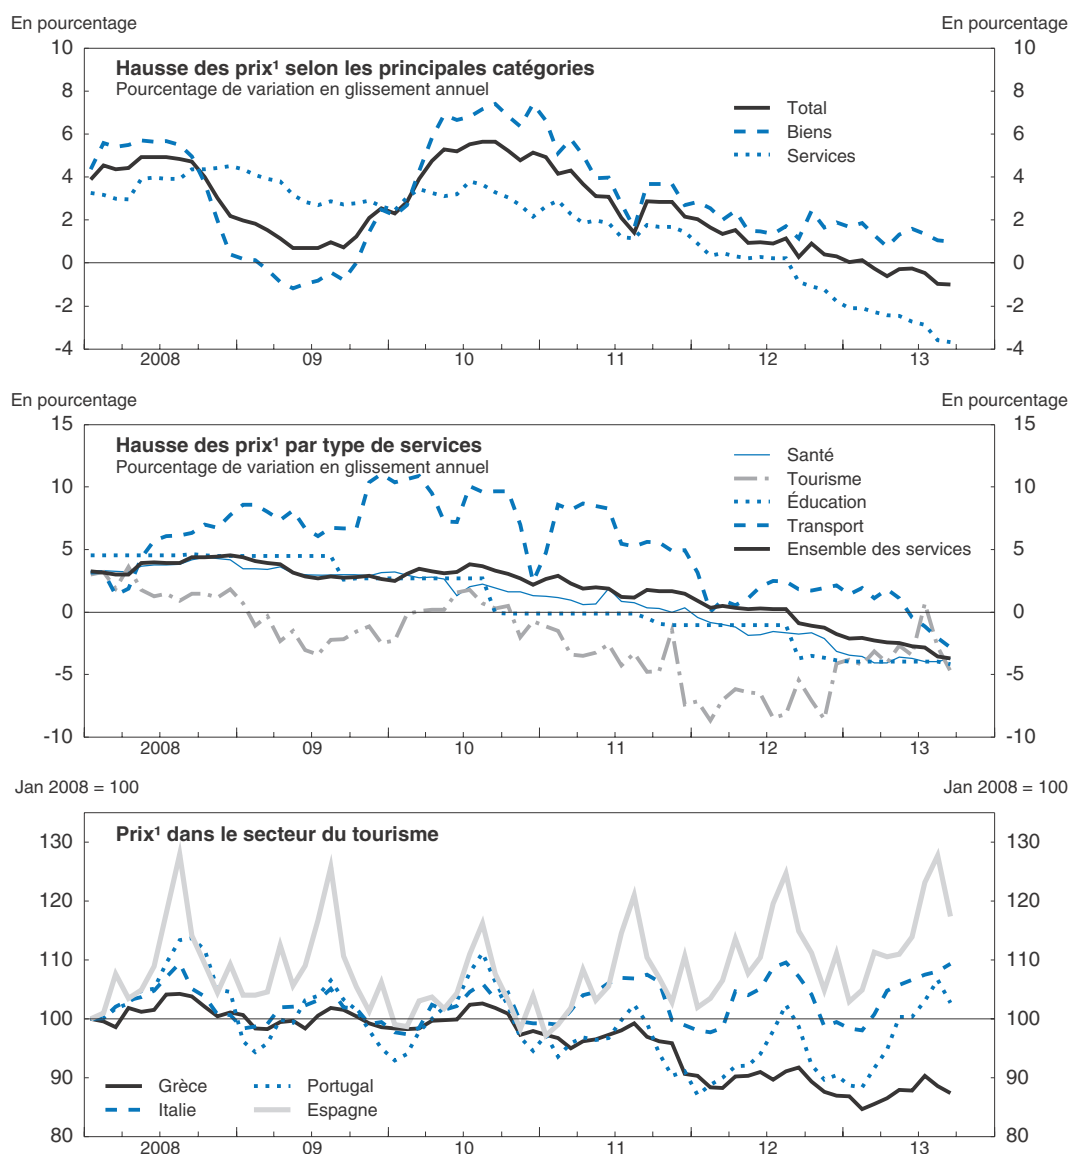 En pourcentage En pourcentage
10 10
Hausse des prix¹ selon les principales catégories
Pourcentage de variation en glissement annuel
8 8
Total
Biens
Services
6 6
4 4
2 2
0 0
-2 -2
-4 -4
2008 09 10 11 12 13
En pourcentage En pourcentage
15 15
Hausse des prix¹ par type de services
Pourcentage de variation en glissement annuel
Santé
Tourisme
Éducation
Transport
Ensemble des services
10 10
5 5
0 0
-5 -5
-10 -10
2008 09 10 11 12 13
Jan 2008 = 100 Jan 2008 = 100
Prix¹ dans le secteur du tourisme
130 130
120 120
110 110
100 100
90 90
Grèce Portugal
Italie Espagne
80 80
2008 09 10 11 12 13